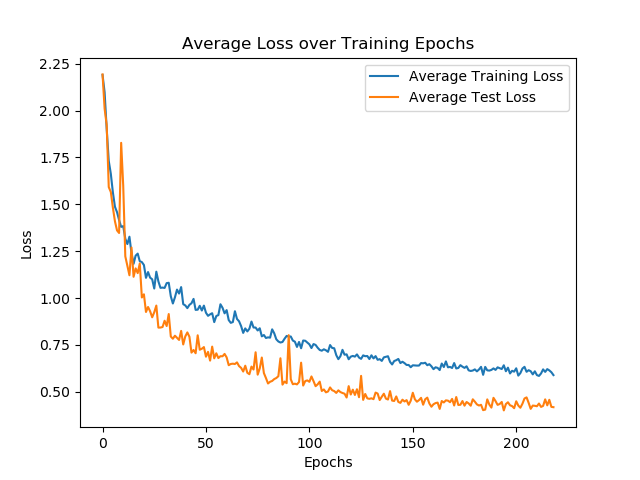 Average Loss over Training Epochs
2.25
2.00
1.75
1.50
1.25
1.00
0.75
0.50
Loss
Average Training Loss
Average Test Loss
0
50
100
150
200
Epochs